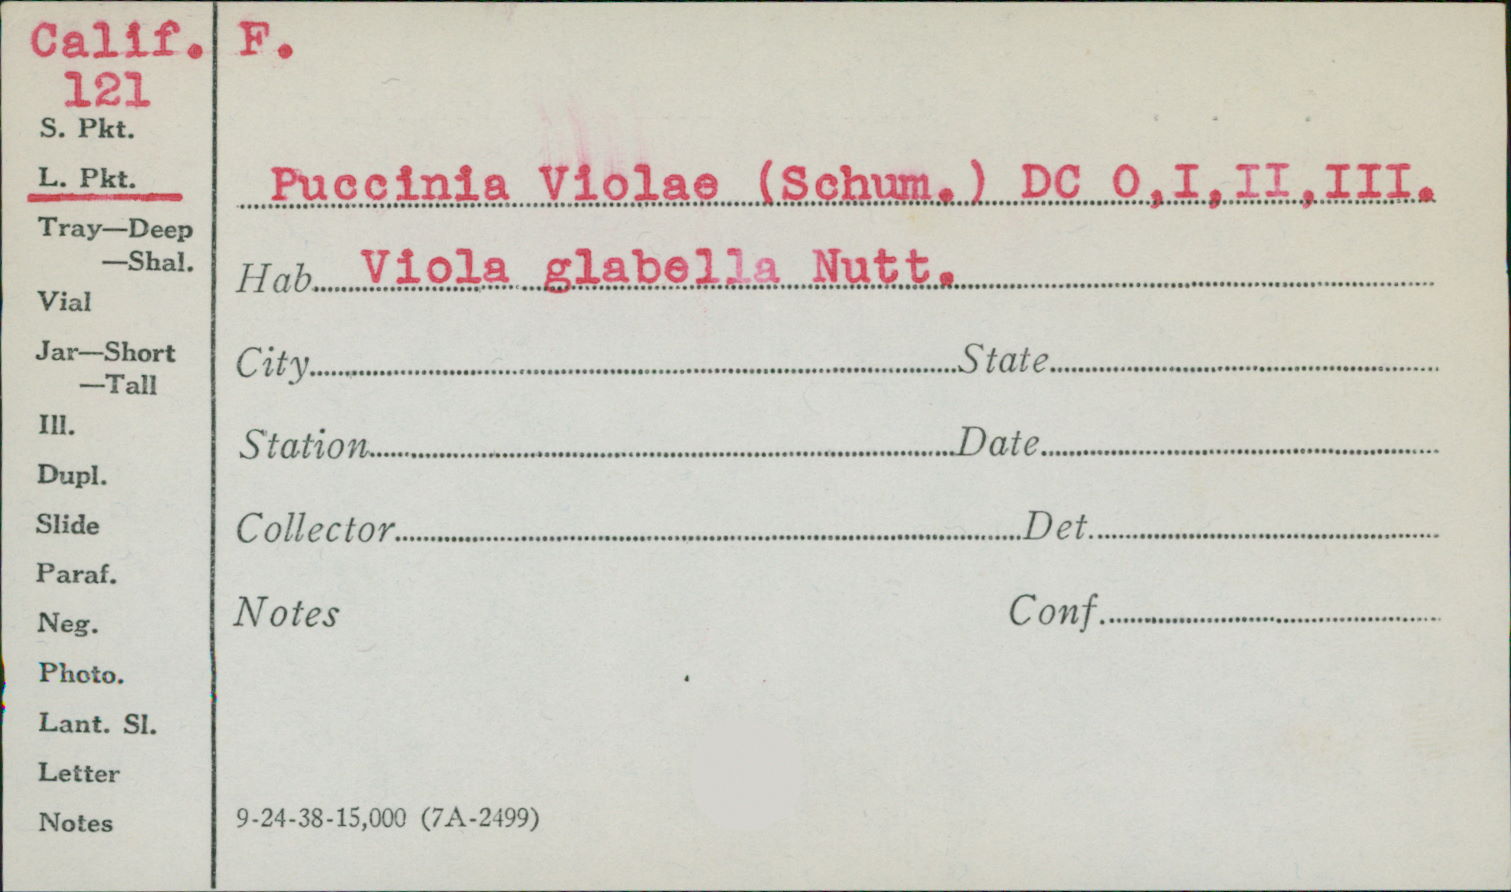 Calif. F.
121
S. Pkt.
L. Pkt.
Puccinia Violae (Schum.) DC O,I,II,III.
Tray—Deep
—Shal.
Hab. Viola glabella Nutt.
Vial
Jar—Short
—Tall
City State
Ill.
Station Date
Dupl.
Slide
Collector Det.
Paraf.
Neg.
Notes Conf.
Photo.
Lant. Sl.
Letter
Notes
9-24-38-15,000 (7A-2499)